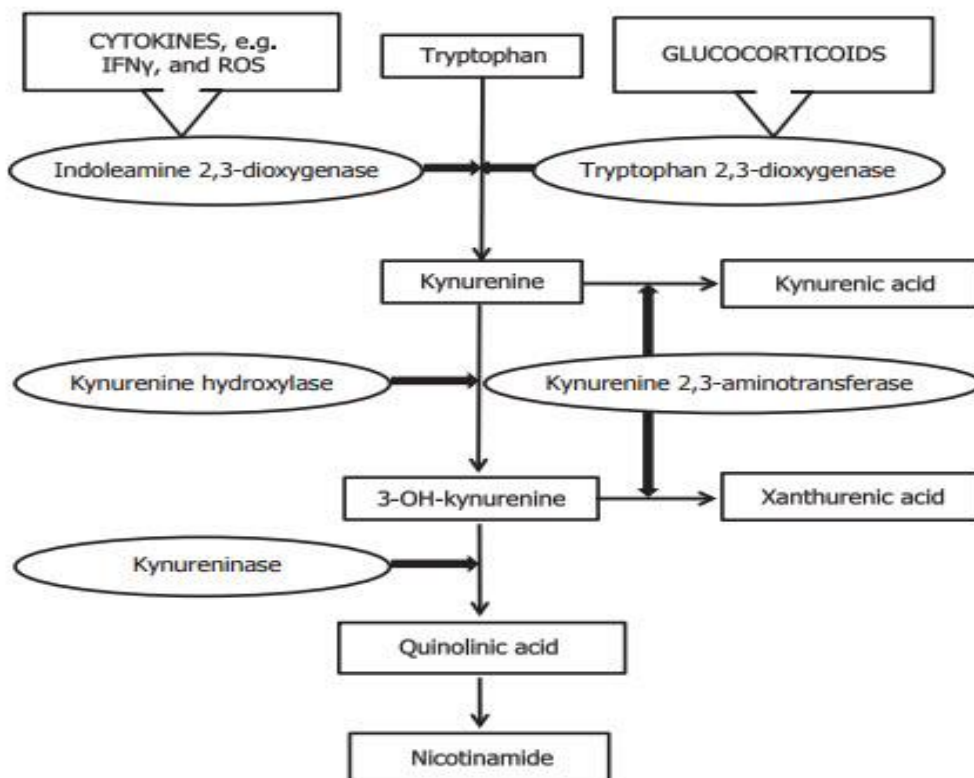 CYTOKINES, e.g.
IFNγ, and ROS
Tryptophan
GLUCOCORTICOIDS
Indoleamine 2,3-dioxygenase
Tryptophan 2,3-dioxygenase
Kynurenine
Kynurenic acid
Kynurenine hydroxylase
Kynurenine 2,3-aminotransferase
3-OH-kynurenine
Xanthurenic acid
Kynureninase
Quinolinic acid
Nicotinamide